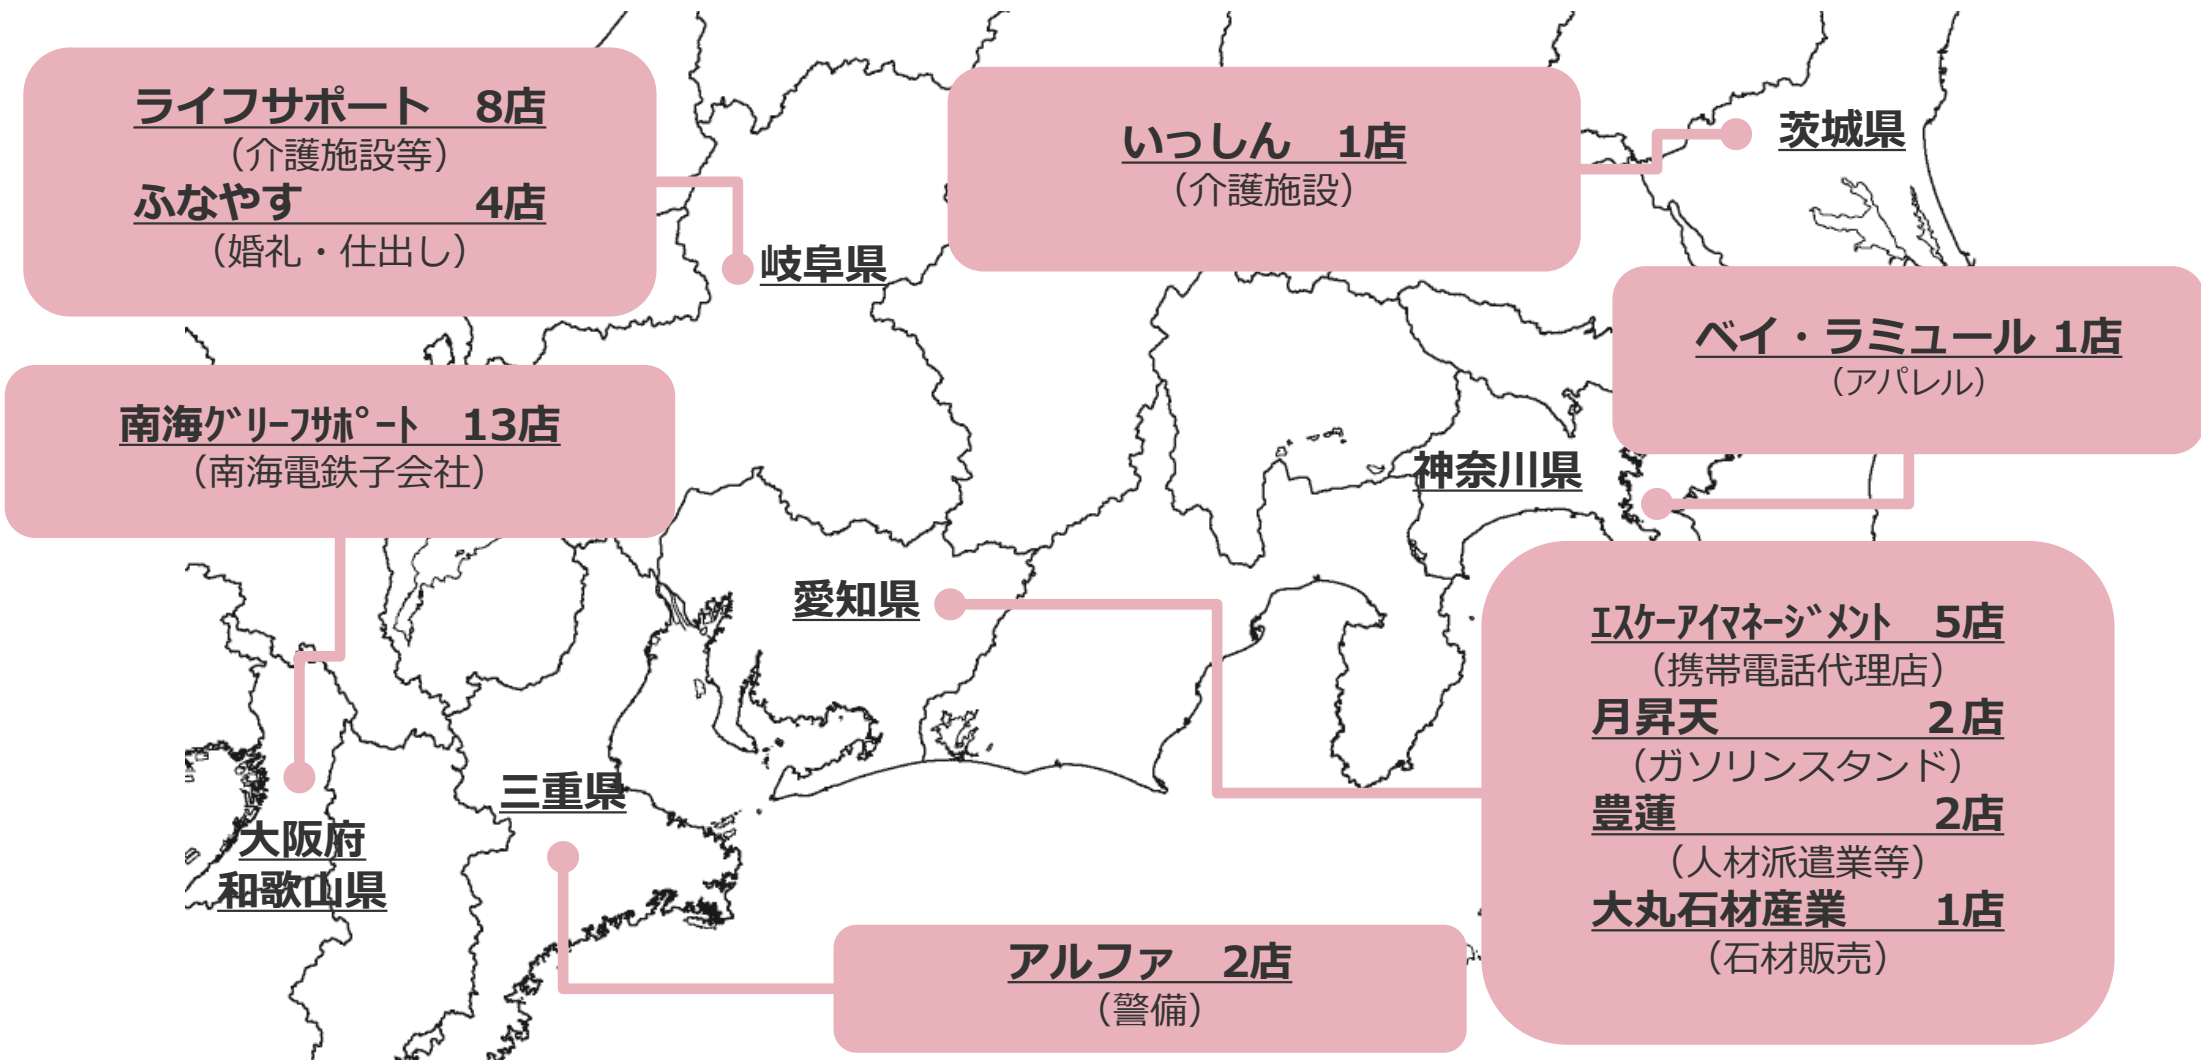 ライフサポート 8店
（介護施設等）
ふなやす 4店
（婚礼・仕出し）
岐阜県
いっしん 1店
（介護施設）
茨城県
ベイ・ラミュール 1店
（アパレル）
神奈川県
南海ｸﾞﾘｰﾌｻﾎﾟｰﾄ 13店
（南海電鉄子会社）
大阪府
和歌山県
愛知県
ｴｽｹｰｱｲﾏﾈｰｼﾞﾒﾝﾄ 5店
（携帯電話代理店）
月昇天 2店
（ガソリンスタンド）
豊蓮 2店
（人材派遣業等）
大丸石材産業 1店
（石材販売）
三重県
アルファ 2店
（警備）